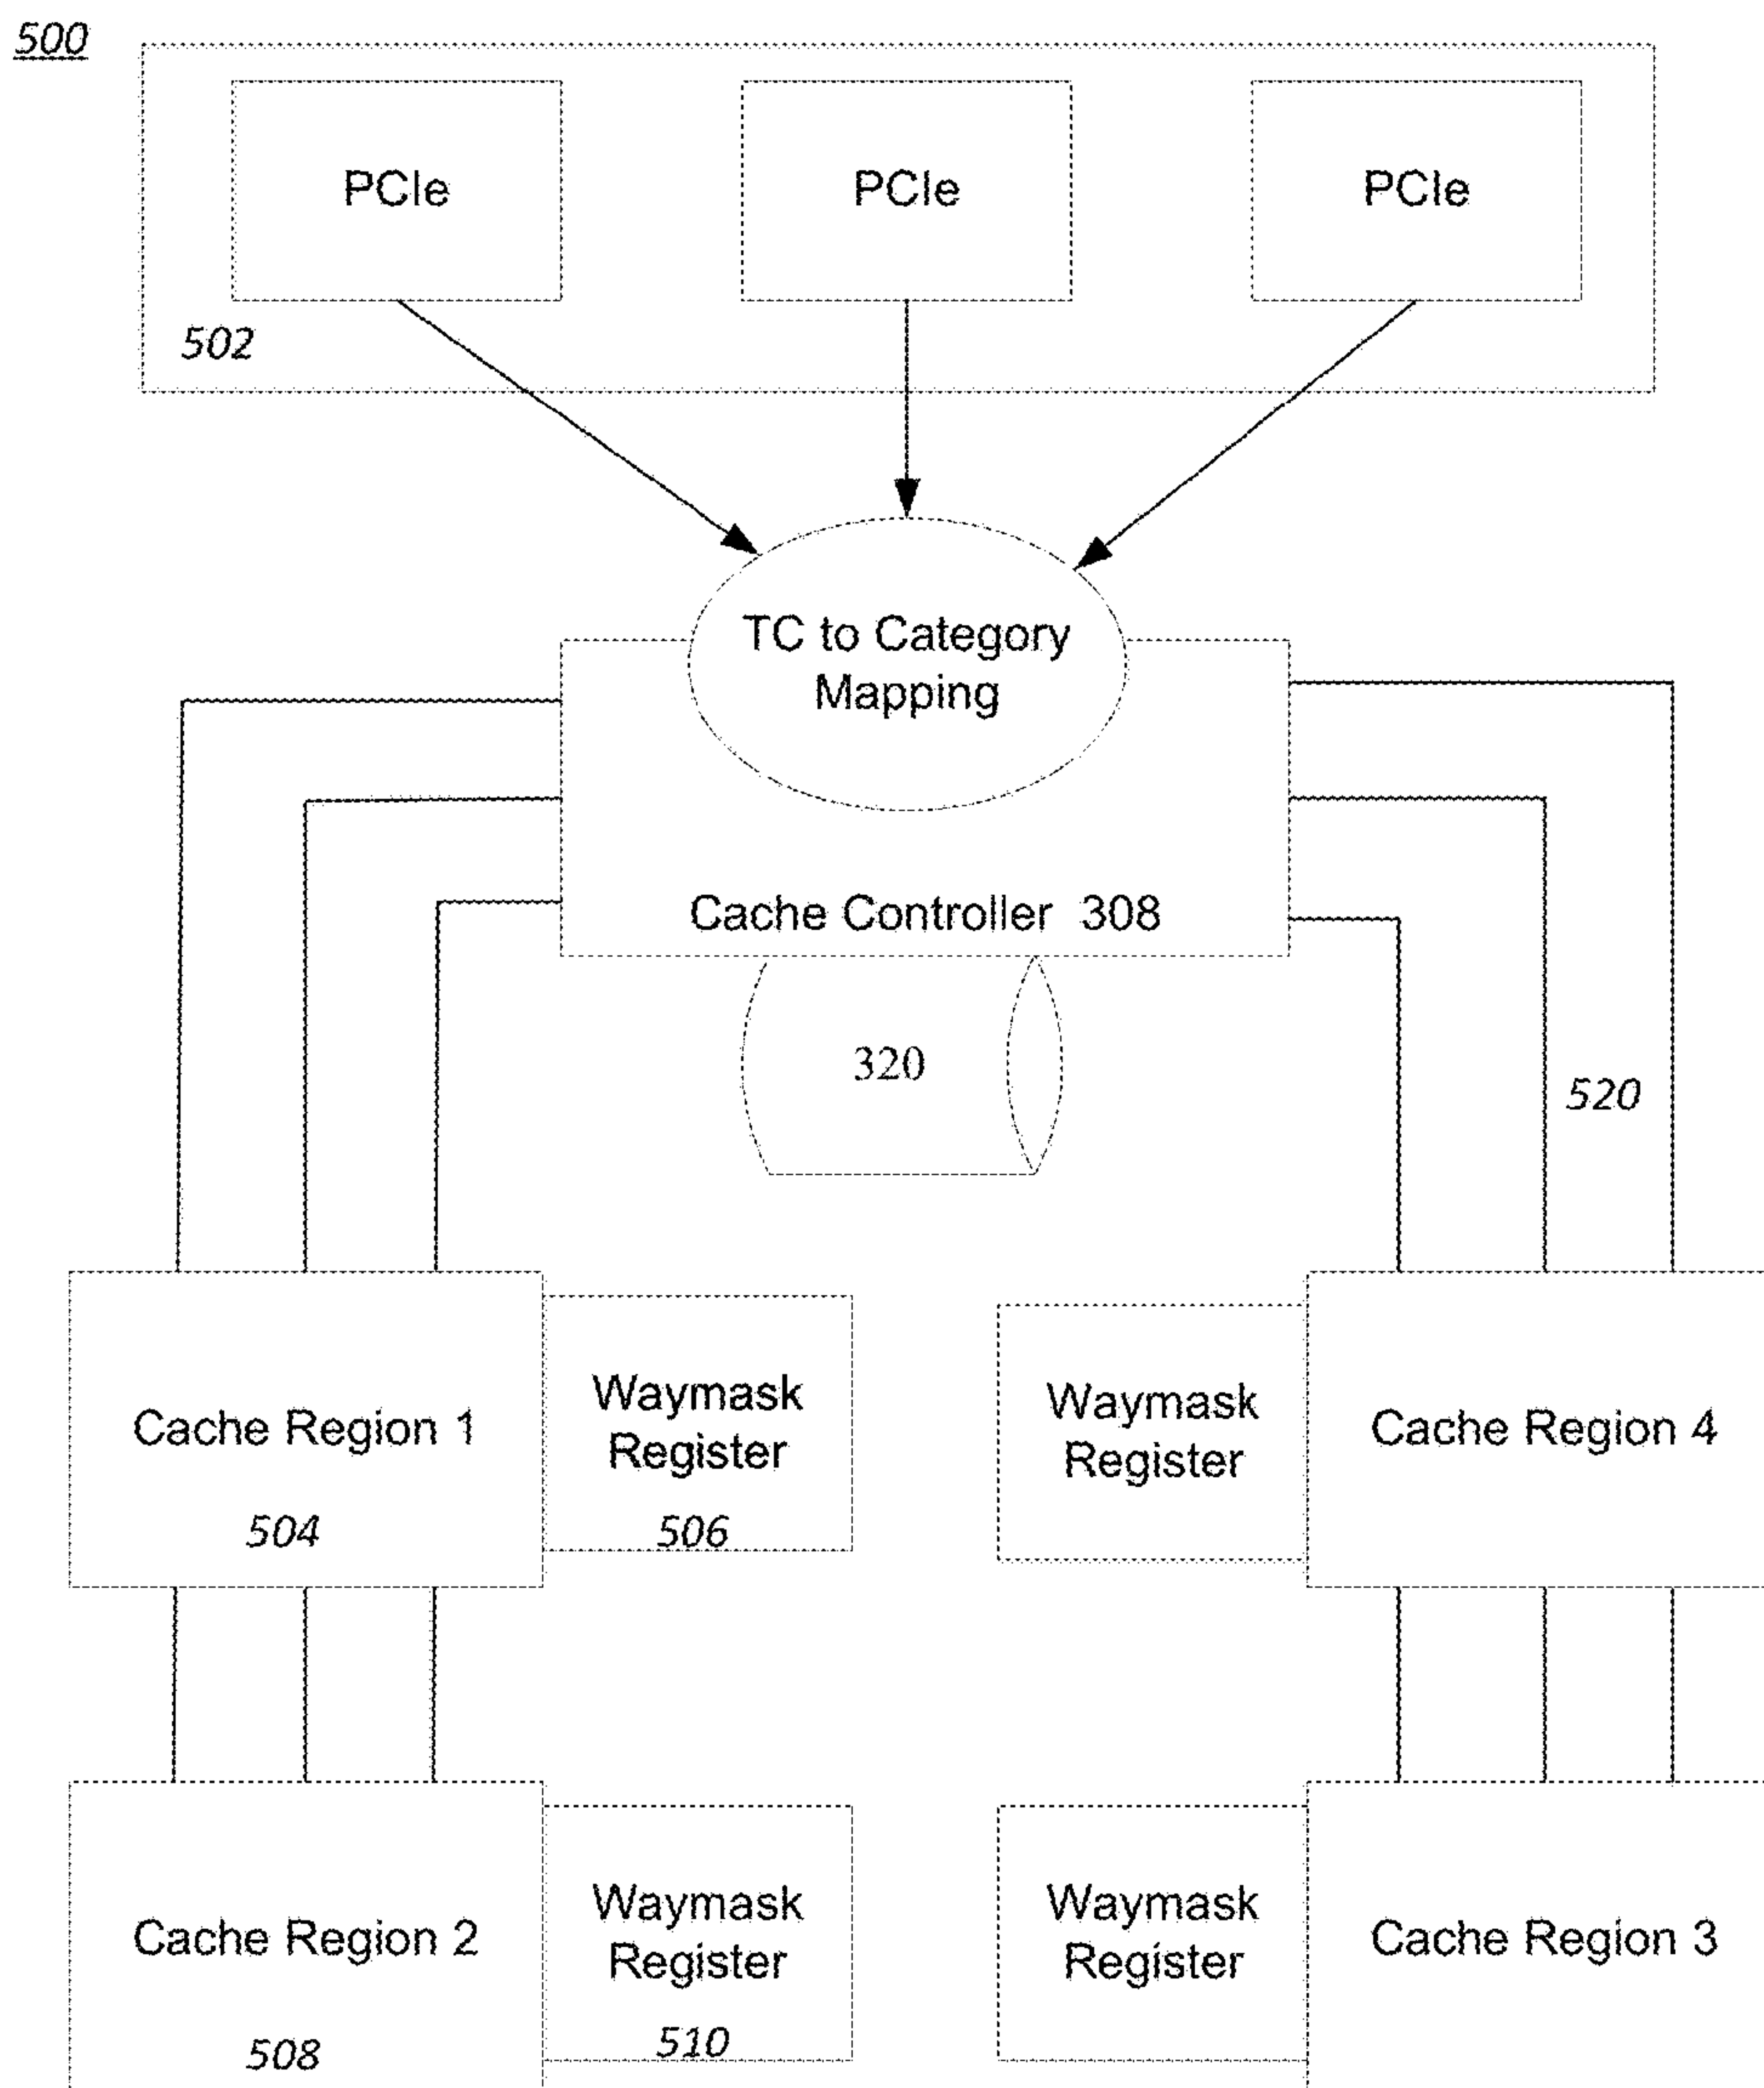 500
PCIe
PCIe
PCIe
502
TC to Category
Mapping
Cache Controller 308
320
520
Cache Region 1
504
Waymask
Register
506
Waymask
Register
Cache Region 4
Cache Region 2
508
Waymask
Register
510
Waymask
Register
Cache Region 3